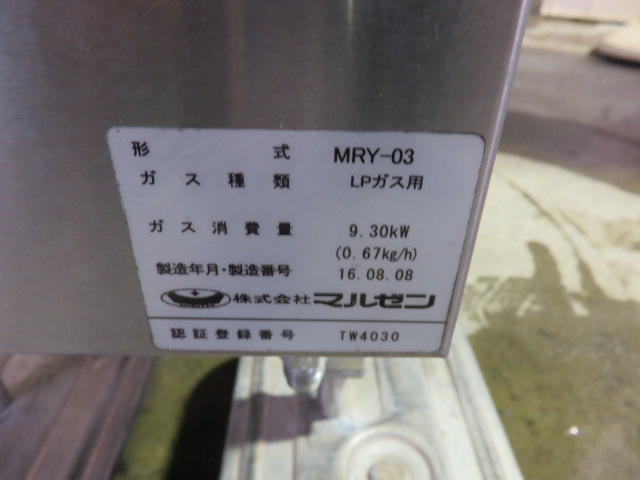 形式 MRY-03
ガス種類 LPガス用
ガス消費量 9.30kW
(0.67kg/h)
製造年月・製造番号 16.08.08
株式会社マルゼン
認証登録番号 TW4030